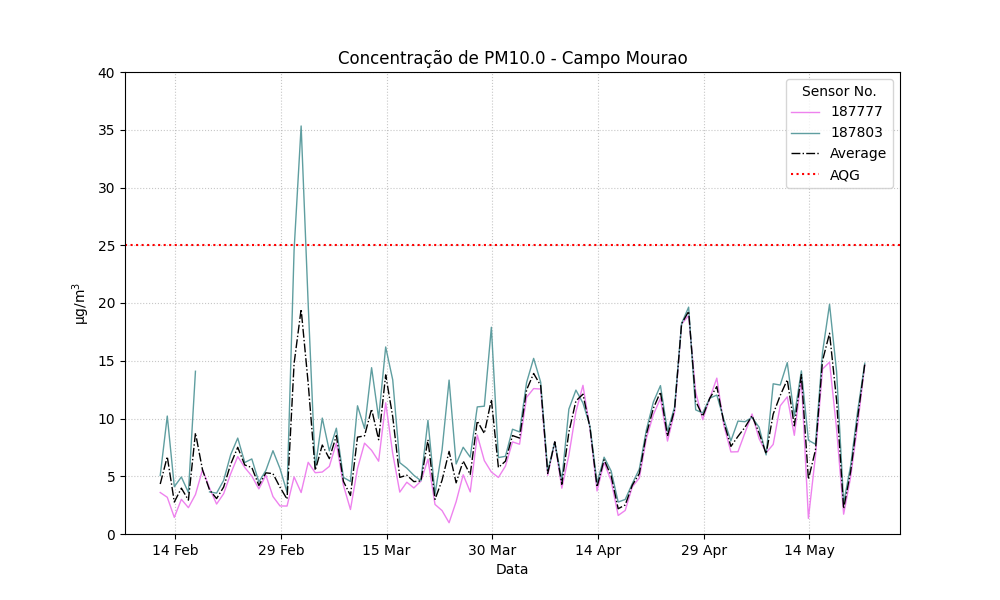 Concentração de PM10.0 - Campo Mourao
40
35
30
25
20
15
10
5
0
µg/m³
Sensor No.
187777
187803
Average
AQG
14 Feb
29 Feb
15 Mar
30 Mar
14 Apr
29 Apr
14 May
Data